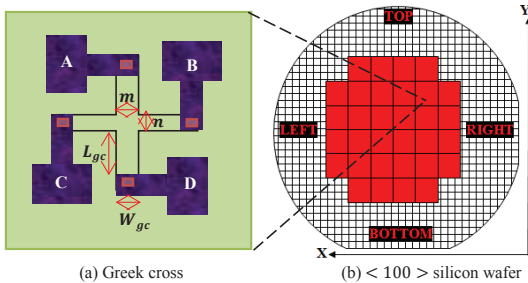 A
B
m
n
L_gc
C
D
W_gc
(a) Greek cross
Y
TOP
LEFT
RIGHT
BOTTOM
X
(b) < 100 > silicon wafer